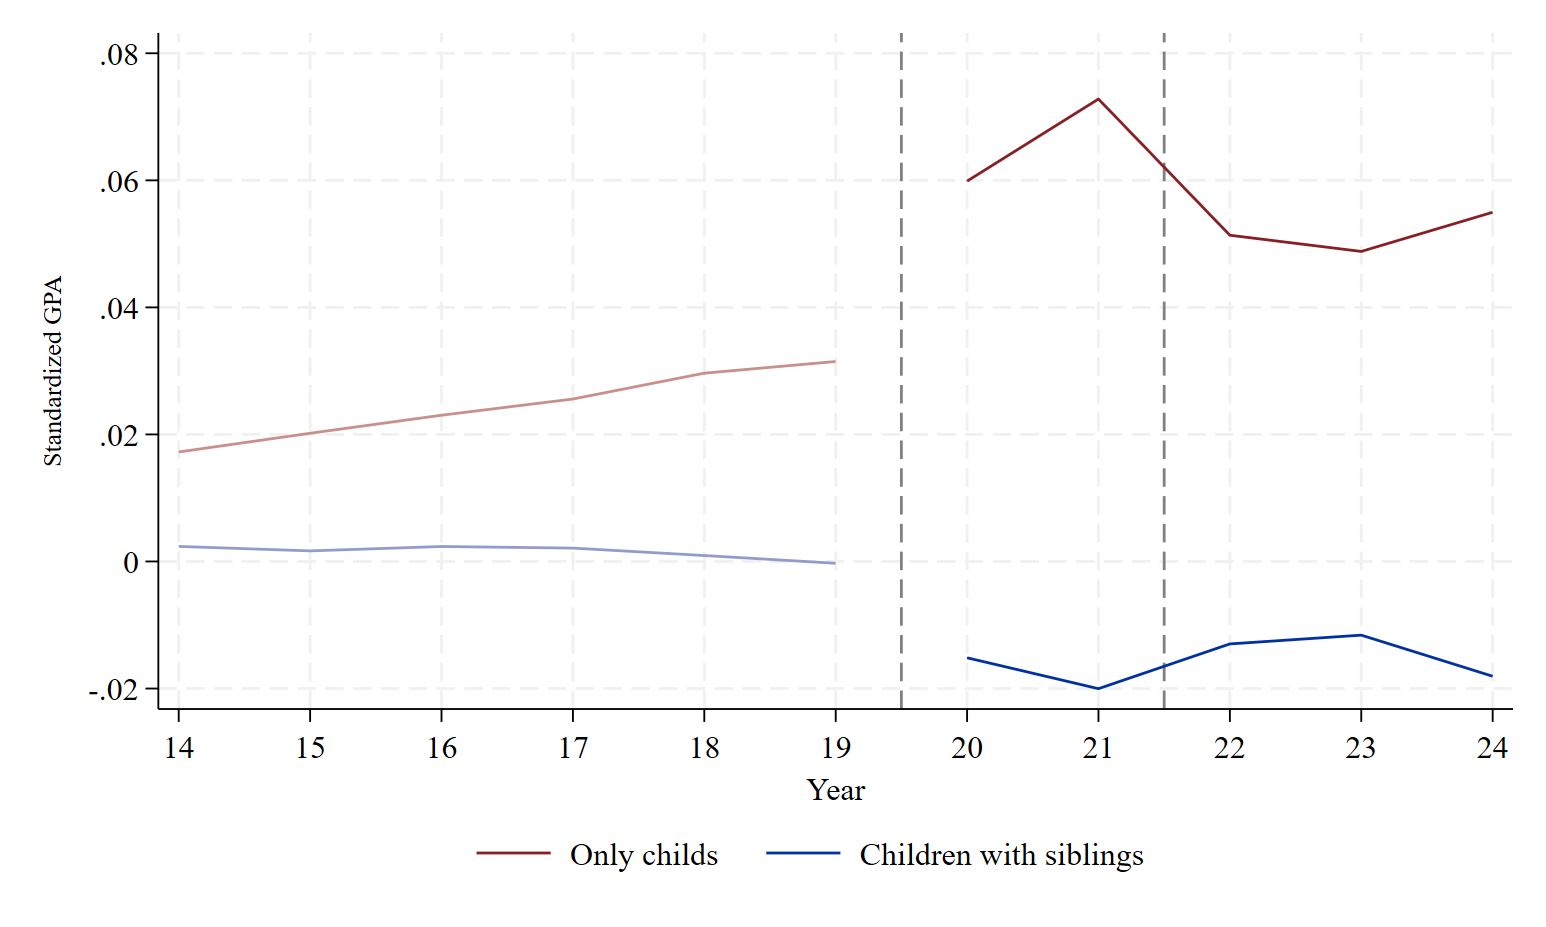 .08
.06
.04
.02
0
-.02
Standardized GPA
14 15 16 17 18 19 20 21 22 23 24
Year
Only childs Children with siblings